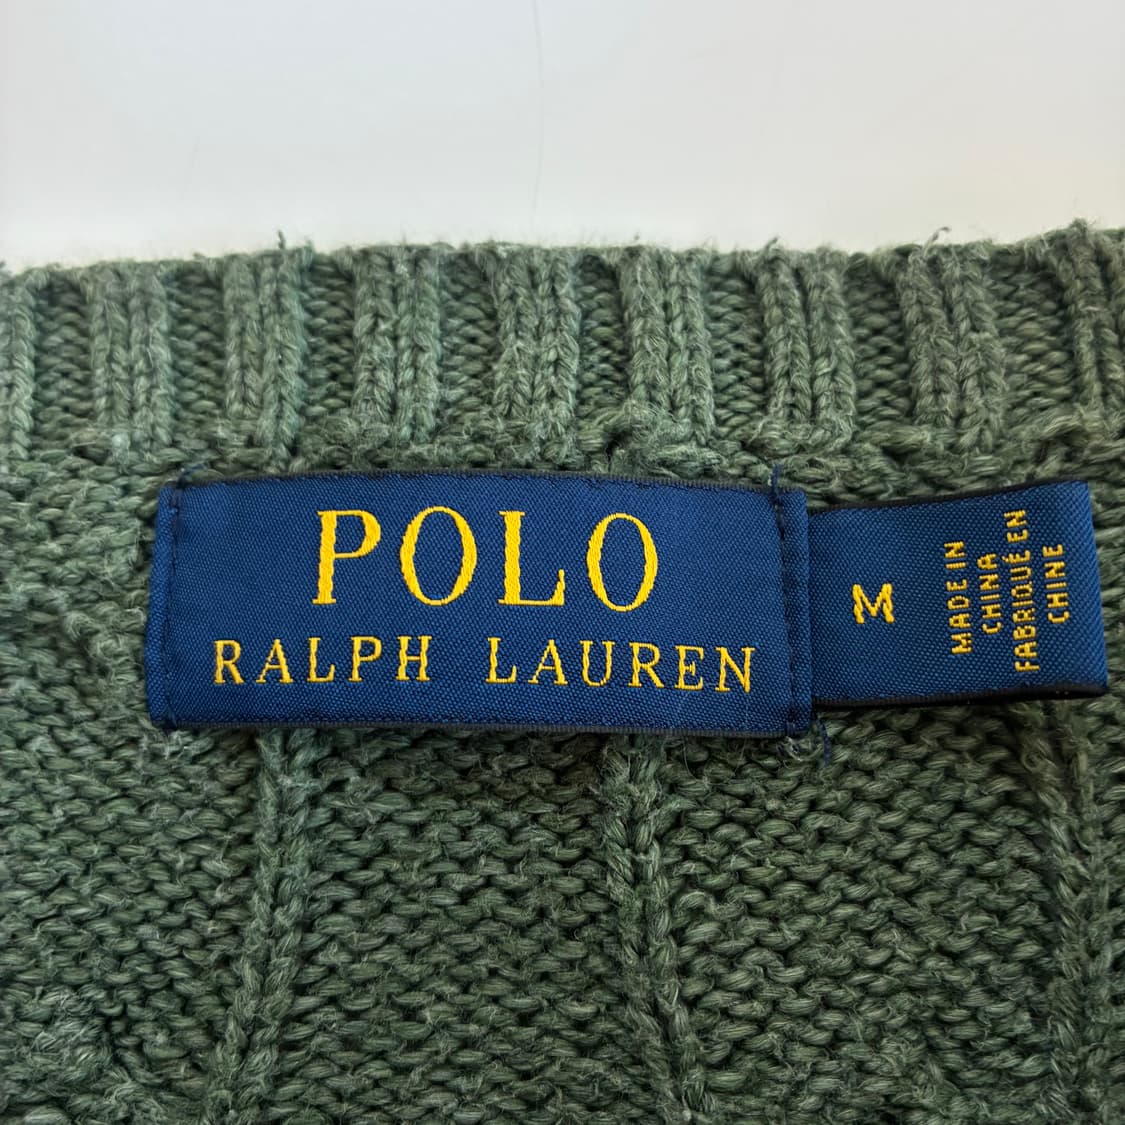 POLO
RALPH LAUREN
M
MADE IN
CHINA
FABRIQUÉ EN
CHINE